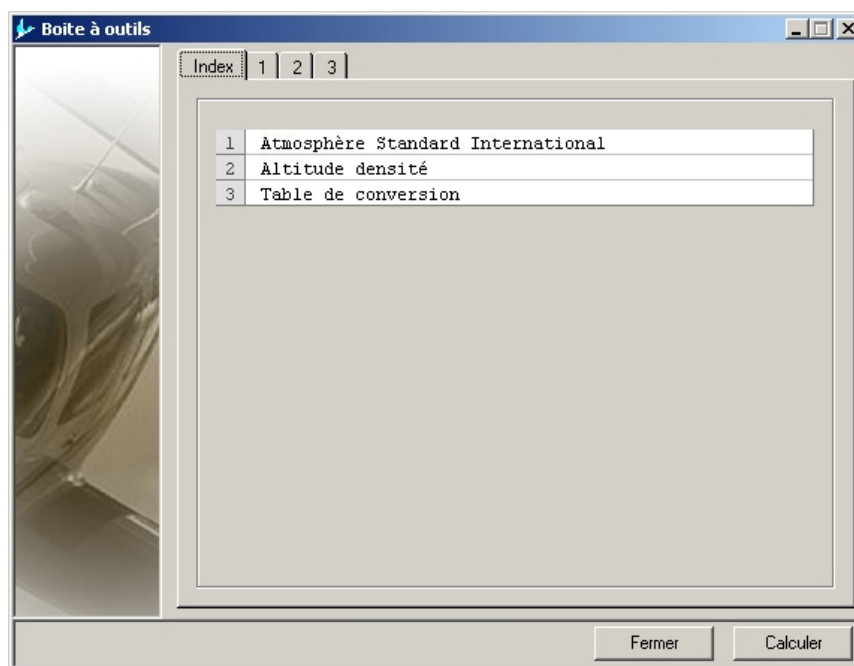 Boite à outils
Index 1 2 3
1 Atmosphère Standard International
2 Altitude densité
3 Table de conversion
Fermer Calculer